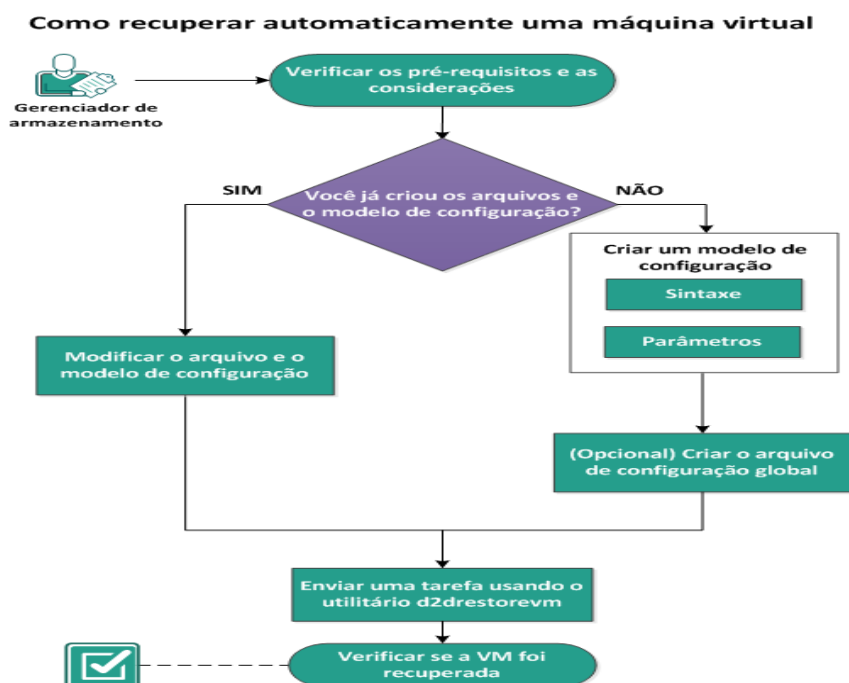 Como recuperar automaticamente uma máquina virtual
Gerenciador de
armazenamento
Verificar os pré-requisitos e as
considerações
SIM
Você já criou os arquivos e
o modelo de configuração?
NÃO
Criar um modelo de
configuração
Sintaxe
Parâmetros
Modificar o arquivo e o
modelo de configuração
(Opcional) Criar o arquivo
de configuração global
Enviar uma tarefa usando o
utilitário d2drestorevm
Verificar se a VM foi
recuperada